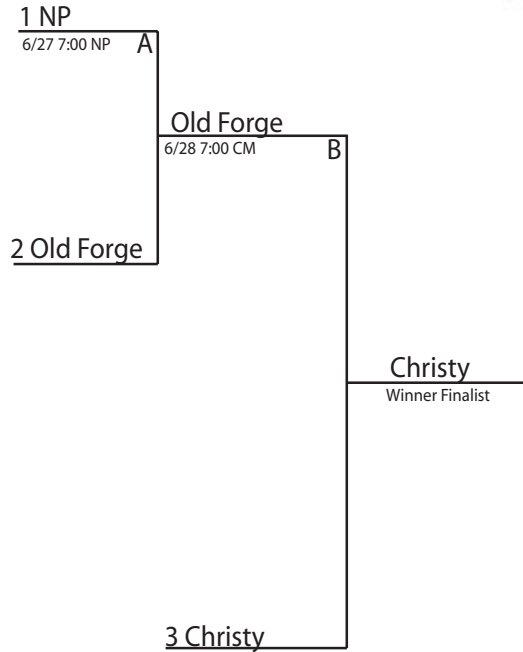 1 NP
6/27 7:00 NP
A
Old Forge
6/28 7:00 CM
B
2 Old Forge
Christy
Winner Finalist
3 Christy